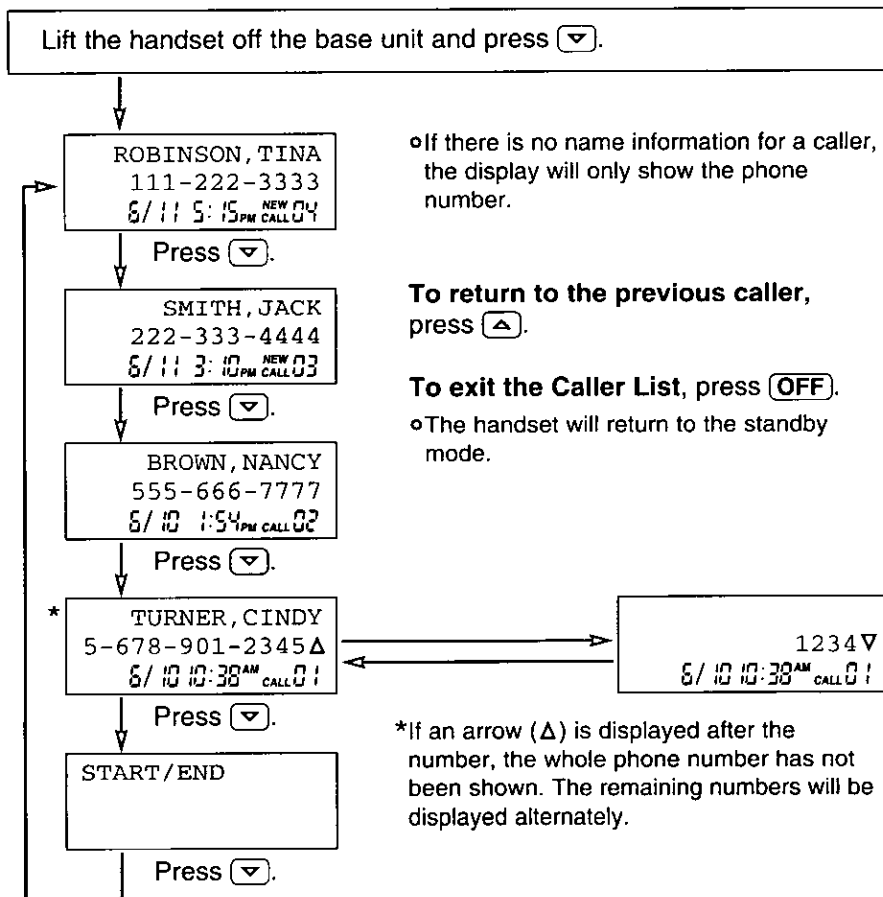 Lift the handset off the base unit and press ▽.
ROBINSON,TINA
111-222-3333
6/11 5:15PM NEW CALL 04
Press ▽.
SMITH,JACK
222-333-4444
6/11 3:10PM NEW CALL 03
Press ▽.
BROWN,NANCY
555-666-7777
6/10 1:54PM CALL 02
Press ▽.
* TURNER,CINDY
5-678-901-2345Δ
6/10 10:38AM CALL 01
Press ▽.
START/END
Press ▽.
If there is no name information for a caller,
the display will only show the phone
number.
To return to the previous caller,
press △.
To exit the Caller List, press OFF.
The handset will return to the standby
mode.
1234∇
6/10 10:38AM CALL 01
*If an arrow (Δ) is displayed after the
number, the whole phone number has not
been shown. The remaining numbers will be
displayed alternately.